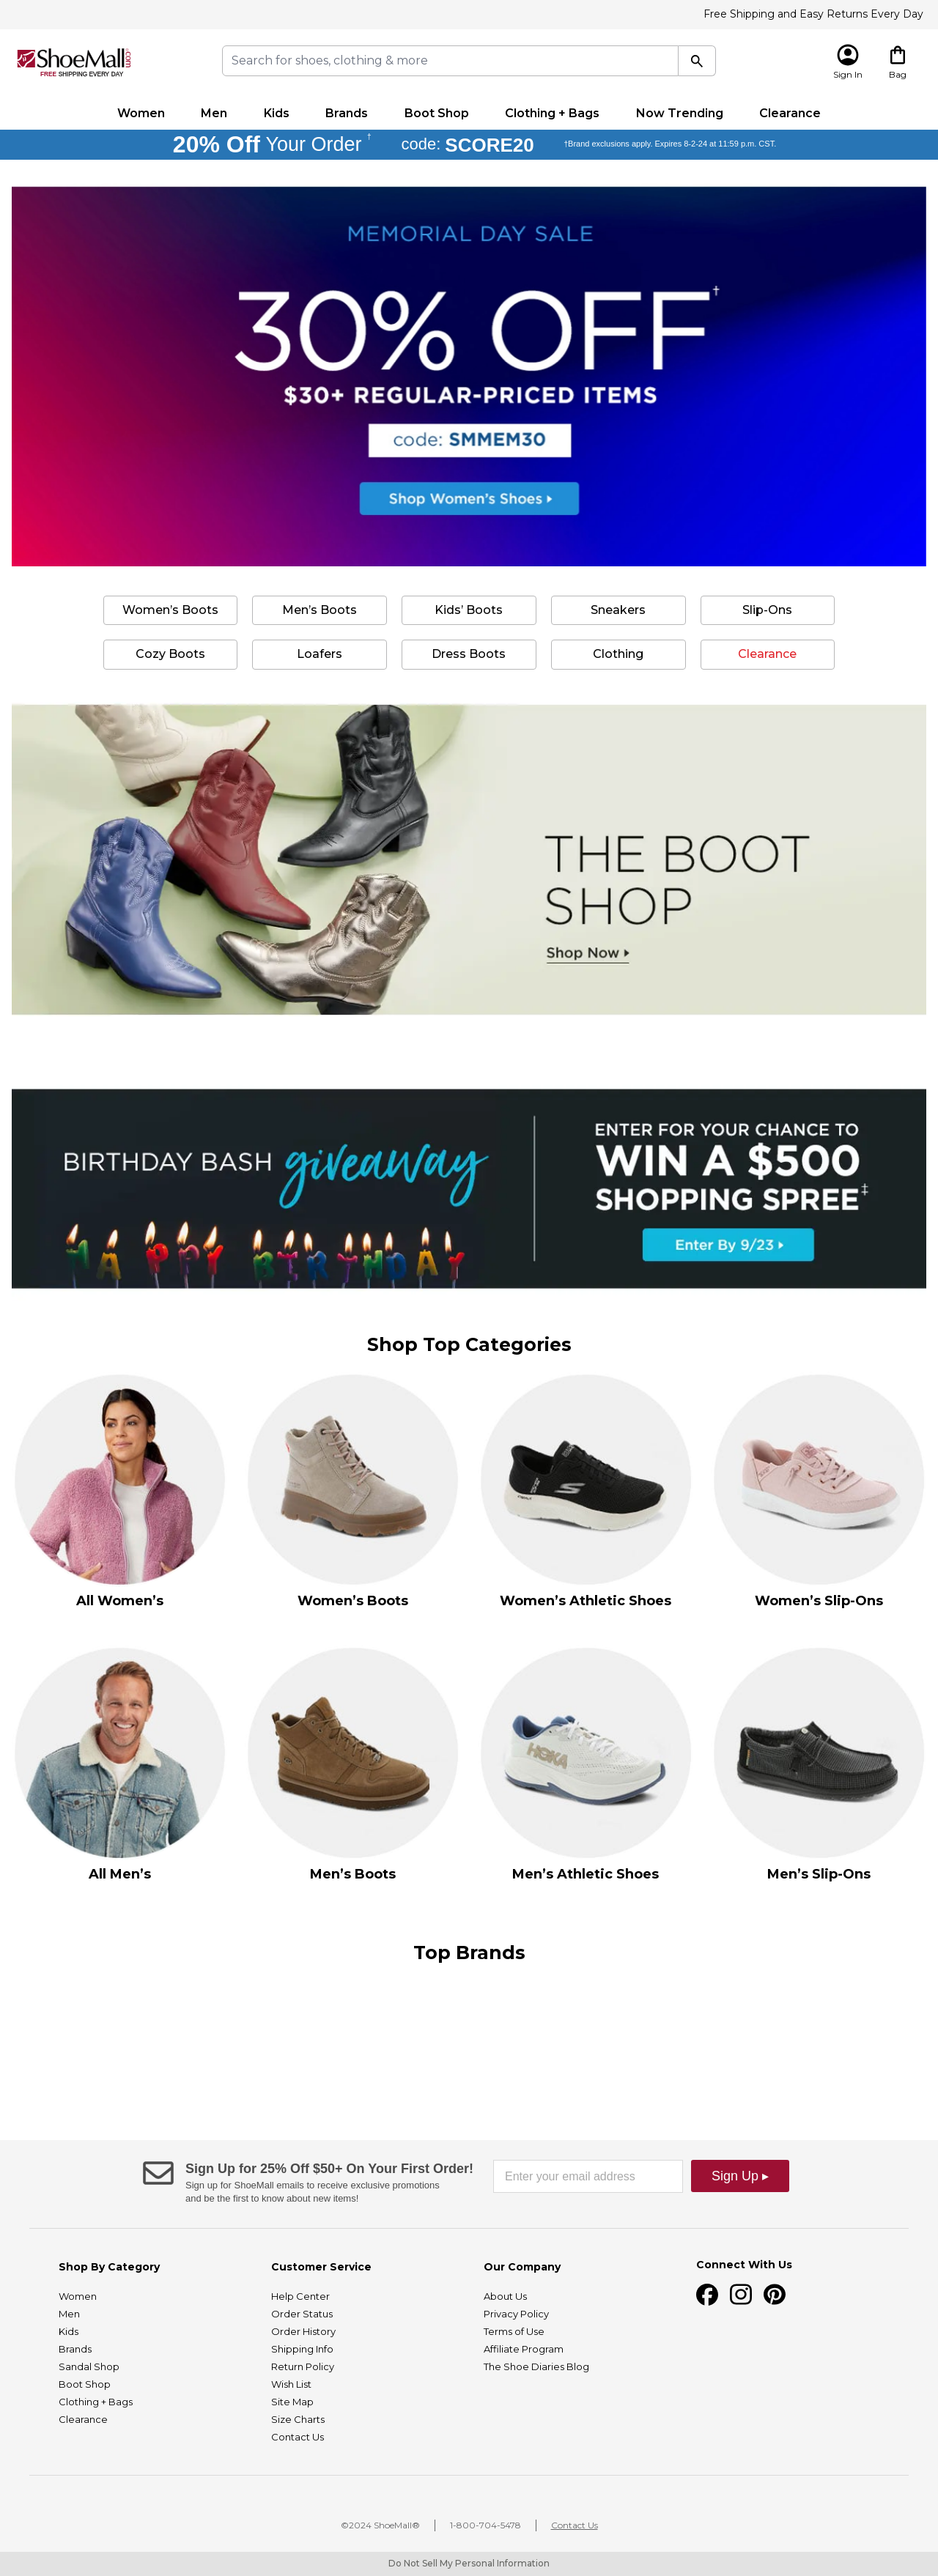 Free Shipping and Easy Returns Every Day
ShoeMall.com
FREE SHIPPING EVERY DAY
Search for shoes, clothing & more
Sign In
Bag
Women Men Kids Brands Boot Shop Clothing + Bags Now Trending Clearance
20% Off Your Order † code: SCORE20 †Brand exclusions apply. Expires 8-2-24 at 11:59 p.m. CST.
MEMORIAL DAY SALE
30% OFF†
$30+ REGULAR-PRICED ITEMS
code: SMMEM30
Shop Women's Shoes
Women’s Boots Men’s Boots Kids’ Boots Sneakers Slip-Ons
Cozy Boots Loafers Dress Boots Clothing Clearance
THE BOOT
SHOP
Shop Now
BIRTHDAY BASH giveaway
HAPPY BIRTHDAY
ENTER FOR YOUR CHANCE TO
WIN A $500
SHOPPING SPREE‡
Enter By 9/23
Shop Top Categories
All Women’s Women’s Boots Women’s Athletic Shoes Women’s Slip-Ons
HOKA
All Men’s Men’s Boots Men’s Athletic Shoes Men’s Slip-Ons
Top Brands
Sign Up for 25% Off $50+ On Your First Order!
Sign up for ShoeMall emails to receive exclusive promotions
and be the first to know about new items!
Enter your email address
Sign Up ▸
Shop By Category
Women
Men
Kids
Brands
Sandal Shop
Boot Shop
Clothing + Bags
Clearance
Customer Service
Help Center
Order Status
Order History
Shipping Info
Return Policy
Wish List
Site Map
Size Charts
Contact Us
Our Company
About Us
Privacy Policy
Terms of Use
Affiliate Program
The Shoe Diaries Blog
Connect With Us
©2024 ShoeMall® 1-800-704-5478 Contact Us
Do Not Sell My Personal Information